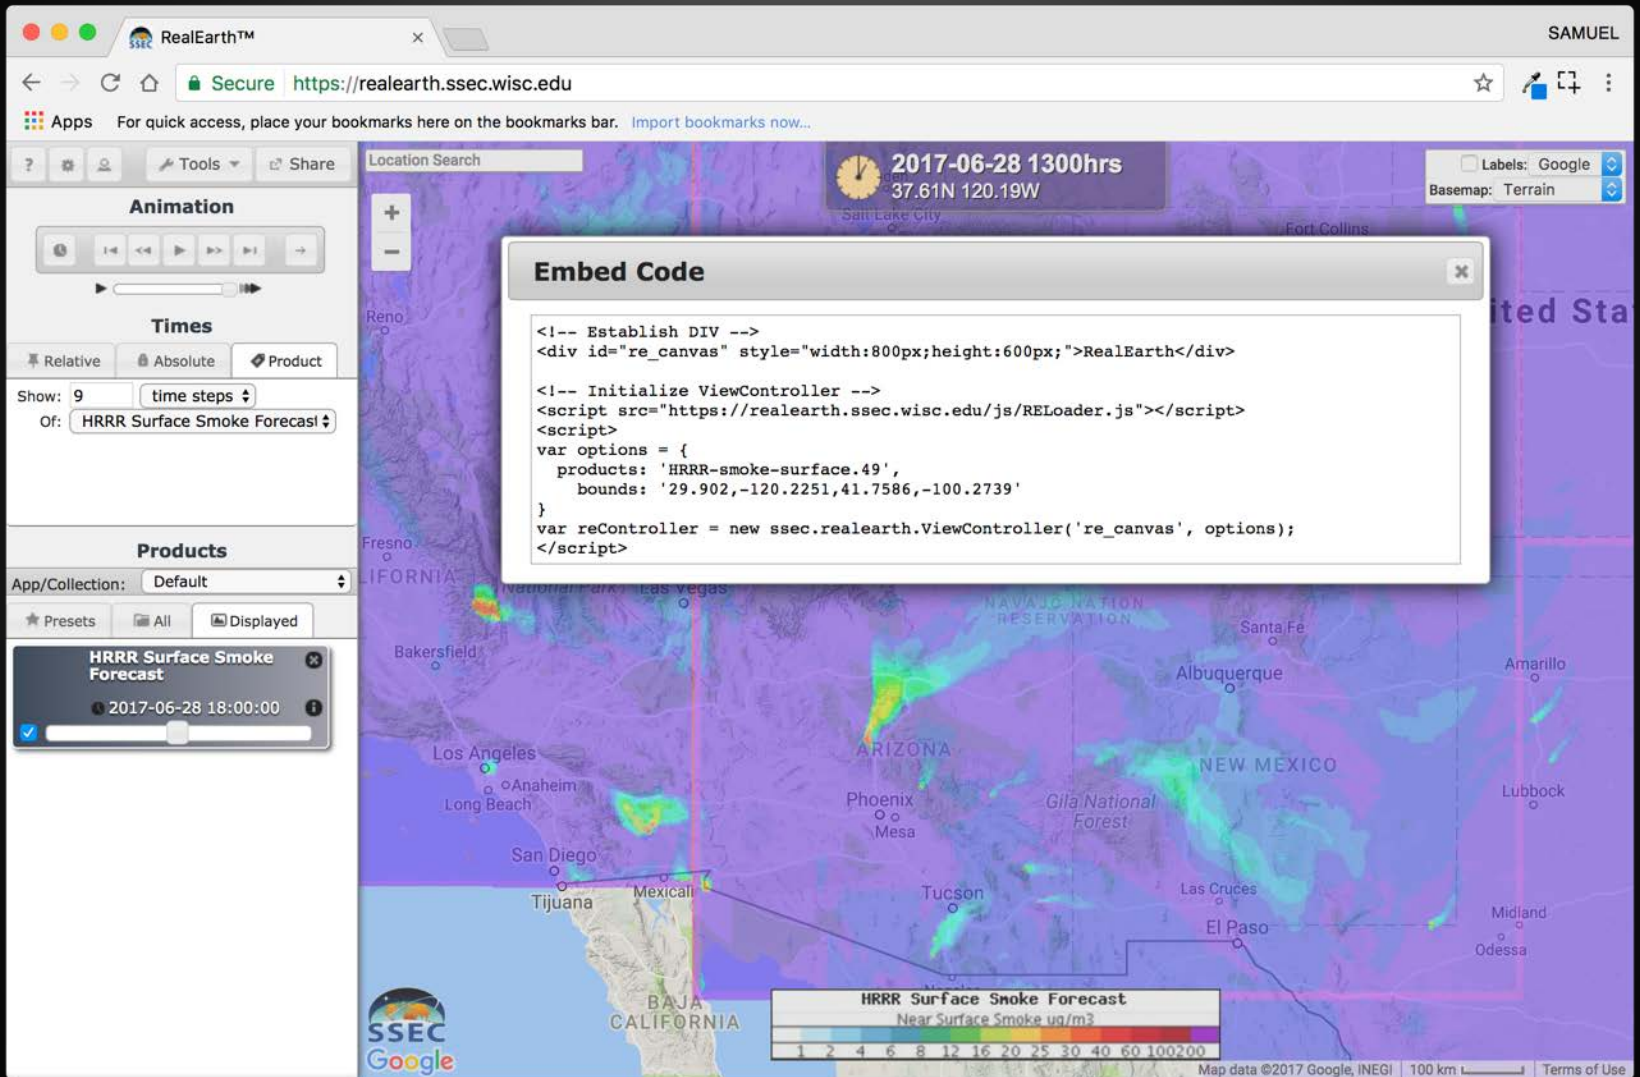 RealEarth™
SAMUEL
Secure https://realearth.ssec.wisc.edu
Apps For quick access, place your bookmarks here on the bookmarks bar. Import bookmarks now...
? Tools Share
Location Search
2017-06-28 1300hrs
37.61N 120.19W
Labels: Google
Basemap: Terrain
Animation
Times
Relative Absolute Product
Show: 9 time steps
Of: HRRR Surface Smoke Forecast
Products
App/Collection: Default
Presets All Displayed
HRRR Surface Smoke
Forecast
2017-06-28 18:00:00
Embed Code
<!-- Establish DIV -->
<div id="re_canvas" style="width:800px;height:600px;">RealEarth</div>
<!-- Initialize ViewController -->
<script src="https://realearth.ssec.wisc.edu/js/RELoader.js"></script>
<script>
var options = {
products: 'HRRR-smoke-surface.49',
bounds: '29.902,-120.2251,41.7586,-100.2739'
}
var reController = new ssec.realearth.ViewController('re_canvas', options);
</script>
Salt Lake City
Fort Collins
Reno
ited Sta
Fresno
LIFORNIA
National Park
Las Vegas
NAVAJO NATION
RESERVATION
Santa Fe
Bakersfield
Albuquerque
Amarillo
Los Angeles
ARIZONA
NEW MEXICO
Anaheim
Long Beach
Phoenix
Mesa
Gila National
Forest
Lubbock
San Diego
Tijuana
Mexicali
Tucson
Las Cruces
El Paso
Midland
Odessa
BAJA
CALIFORNIA
SSEC
Google
HRRR Surface Smoke Forecast
Near Surface Smoke ug/m3
1 2 4 6 8 12 16 20 25 30 40 60 100 200
Map data ©2017 Google, INEGI 100 km Terms of Use